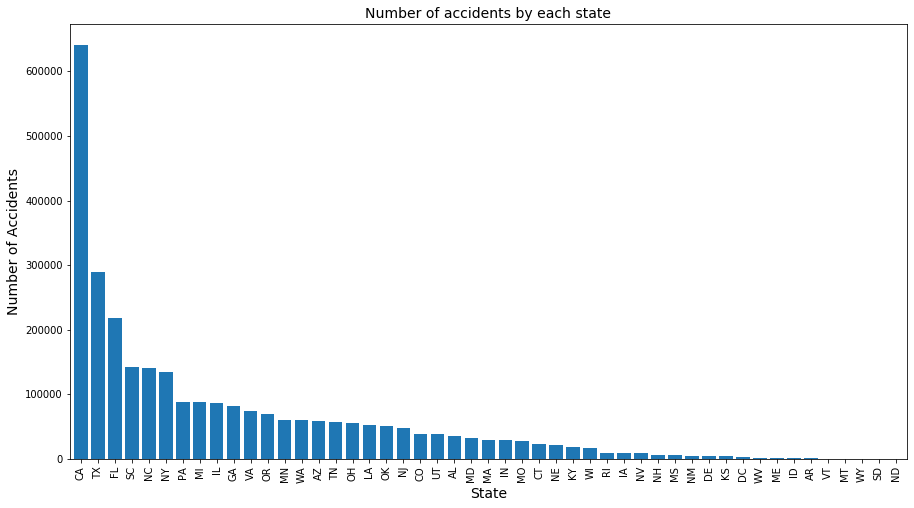 Number of accidents by each state
Number of Accidents
600000
500000
400000
300000
200000
100000
0
CA TX FL SC NC NY PA MI IL GA VA OR MN WA AZ TN OH LA OK NJ CO UT AL MD MA IN MO CT NE KY WI RI IA NV NH MS NM DE KS DC WV ME ID AR VT MT WY SD ND
State